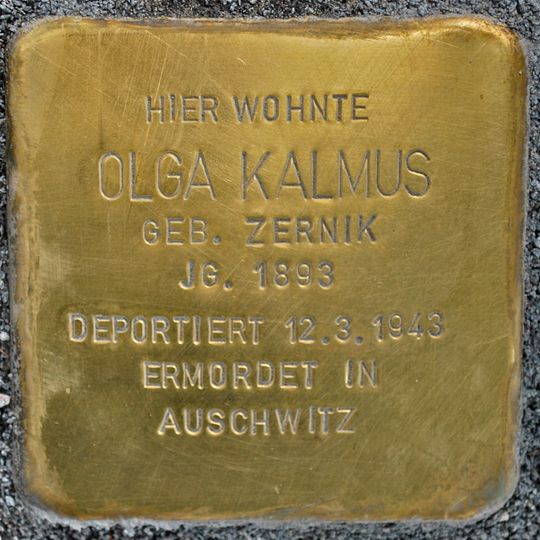 HIER WOHNTE
OLGA KALMUS
GEB. ZERNIK
JG. 1893
DEPORTIERT 12.3.1943
ERMORDET IN
AUSCHWITZ